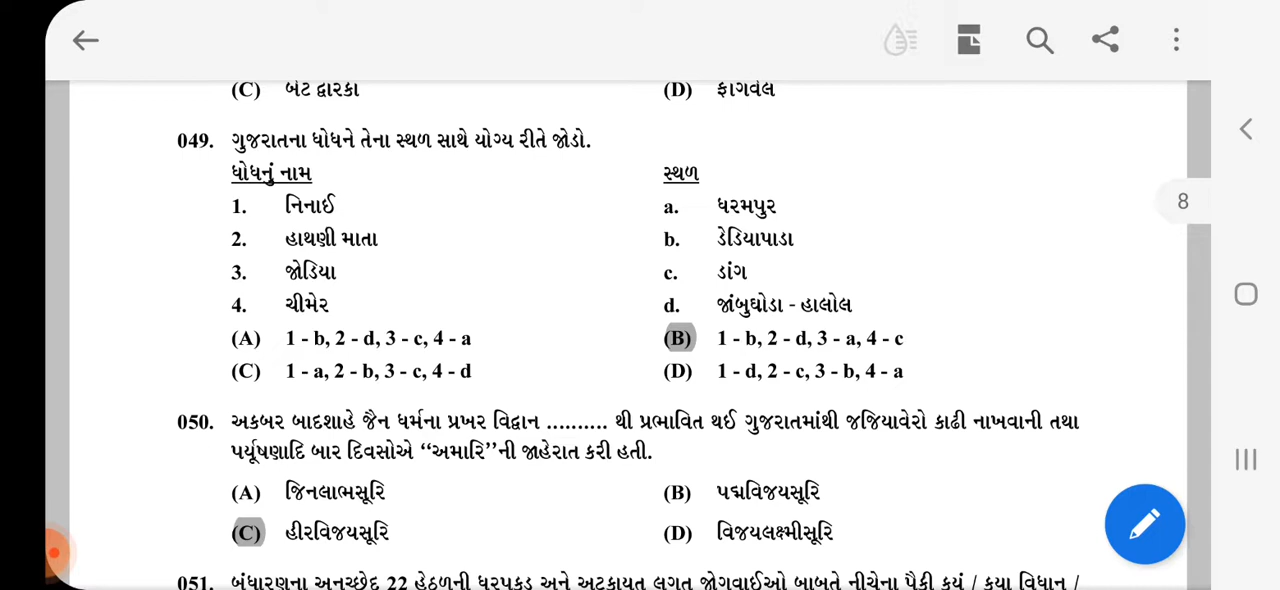 (C) બેટ દ્વારકા (D) ફાગવેલ
049. ગુજરાતના ધોધને તેના સ્થળ સાથે યોગ્ય રીતે જોડો.
ધોધનું નામ સ્થળ
1. નિનાઈ a. ધરમપુર
2. હાથણી માતા b. ડેડિયાપાડા
3. જોડિયા c. ડાંગ
4. ચીમેર d. જાંબુઘોડા - હાલોલ
(A) 1 - b, 2 - d, 3 - c, 4 - a (B) 1 - b, 2 - d, 3 - a, 4 - c
(C) 1 - a, 2 - b, 3 - c, 4 - d (D) 1 - d, 2 - c, 3 - b, 4 - a
8
050. અકબર બાદશાહે જૈન ધર્મના પ્રખર વિદ્વાન .......... થી પ્રભાવિત થઈ ગુજરાતમાંથી જજિયાવેરો કાઢી નાખવાની તથા
પર્યૂષણાદિ બાર દિવસોએ “અમારિ”ની જાહેરાત કરી હતી.
(A) જિનલાભસૂરિ (B) પદ્મવિજયસૂરિ
(C) હીરવિજયસૂરિ (D) વિજયલક્ષ્મીસૂરિ
051. બંધારણના અનુચ્છેદ 22 હેઠળની ધરપકડ અને અટકાયત લગત જોગવાઈઓ બાબતે નીચેના પૈકી કયું / કયા વિધાન /